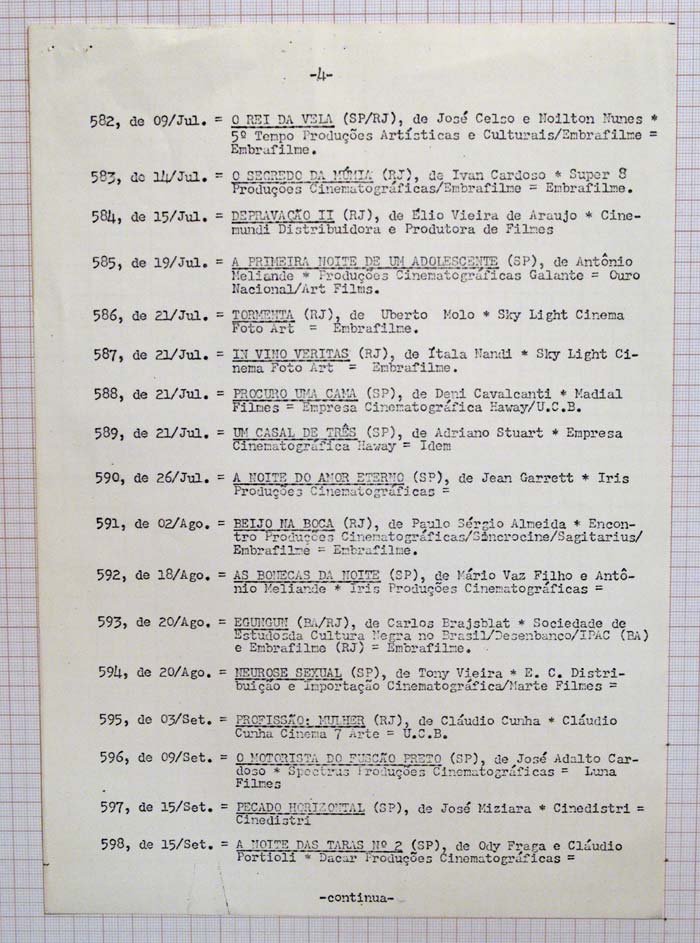 -4-
582, de 09/Jul. = O REI DA VELA (SP/RJ), de José Celso e Noilton Nunes *
5º Tempo Produções Artísticas e Culturais/Embrafilme =
Embrafilme.
583, de 14/Jul. = O SEGREDO DA MÚMIA (RJ), de Ivan Cardoso * Super 8
Produções Cinematográficas/Embrafilme = Embrafilme.
584, de 15/Jul. = DEPRAVAÇÃO II (RJ), de Élio Vieira de Araujo * Cine-
mundi Distribuidora e Produtora de Filmes
585, de 19/Jul. = A PRIMEIRA NOITE DE UM ADOLESCENTE (SP), de Antônio
Meliande * Produções Cinematográficas Galante = Ouro
Nacional/Art Films.
586, de 21/Jul. = TORMENTA (RJ), de Uberto Molo * Sky Light Cinema
Foto Art = Embrafilme.
587, de 21/Jul. = IN VINO VERITAS (RJ), de Ítala Nandi * Sky Light Ci-
nema Foto Art = Embrafilme.
588, de 21/Jul. = PROCURO UMA CAMA (SP), de Deni Cavalcanti * Madial
Filmes = Empresa Cinematográfica Haway/U.C.B.
589, de 21/Jul. = UM CASAL DE TRÊS (SP), de Adriano Stuart * Empresa
Cinematográfica Haway = Idem
590, de 26/Jul. = A NOITE DO AMOR ETERNO (SP), de Jean Garrett * Iris
Produções Cinematográficas =
591, de 02/Ago. = BEIJO NA BOCA (RJ), de Paulo Sérgio Almeida * Encon-
tro Produções Cinematográficas/Sincrocine/Sagitarius/
Embrafilme = Embrafilme.
592, de 18/Ago. = AS BONECAS DA NOITE (SP), de Mário Vaz Filho e Antô-
nio Meliande * Iris Produções Cinematográficas =
593, de 20/Ago. = EGUNGUN (BA/RJ), de Carlos Brajsblat * Sociedade de
Estudosda Cultura Negra no Brasil/Desenbanco/IPAC (BA)
e Embrafilme (RJ) = Embrafilme.
594, de 20/Ago. = NEUROSE SEXUAL (SP), de Tony Vieira * E. C. Distri-
buição e Importação Cinematográfica/Marte Filmes =
595, de 03/Set. = PROFISSÃO: MULHER (RJ), de Cláudio Cunha * Cláudio
Cunha Cinema 7 Arte = U.C.B.
596, de 09/Set. = O MOTORISTA DO FUSCÃO PRETO (SP), de José Adalto Car-
doso * Spectrus Produções Cinematográficas = Luna
Filmes
597, de 15/Set. = PECADO HORIZONTAL (SP), de José Miziara * Cinedistri =
Cinedistri
598, de 15/Set. = A NOITE DAS TARAS Nº 2 (SP), de Ody Fraga e Cláudio
Portioli * Dacar Produções Cinematográficas =
-continua-